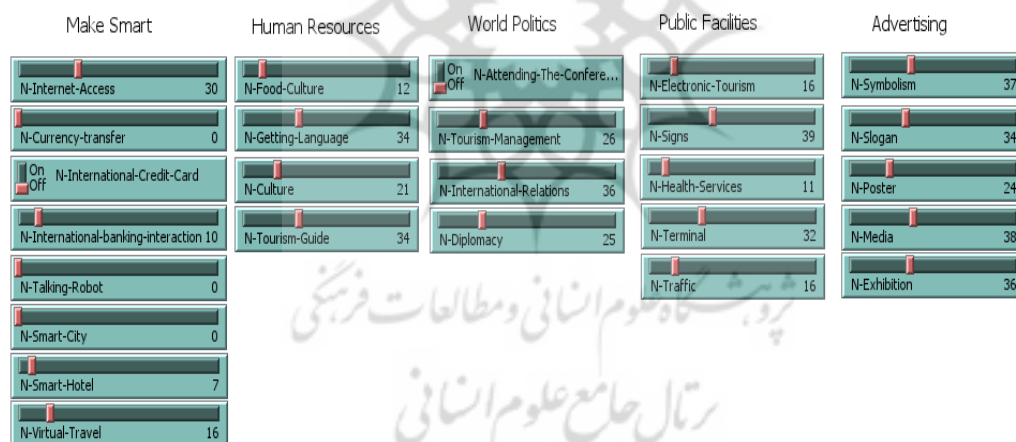 Make Smart
N-Internet-Access 30
N-Currency-transfer 0
On
Off N-International-Credit-Card
N-International-banking-interaction 10
N-Talking-Robot 0
N-Smart-City 0
N-Smart-Hotel 7
N-Virtual-Travel 16
Human Resources
N-Food-Culture 12
N-Getting-Language 34
N-Culture 21
N-Tourism-Guide 34
World Politics
On
Off N-Attending-The-Confere...
N-Tourism-Management 26
N-International-Relations 36
N-Diplomacy 25
Public Facilities
N-Electronic-Tourism 16
N-Signs 39
N-Health-Services 11
N-Terminal 32
N-Traffic 16
Advertising
N-Symbolism 37
N-Slogan 34
N-Poster 24
N-Media 38
N-Exhibition 36
پژوهشگاه علوم انسانی و مطالعات فرهنگی
پرتال جامع علوم انسانی